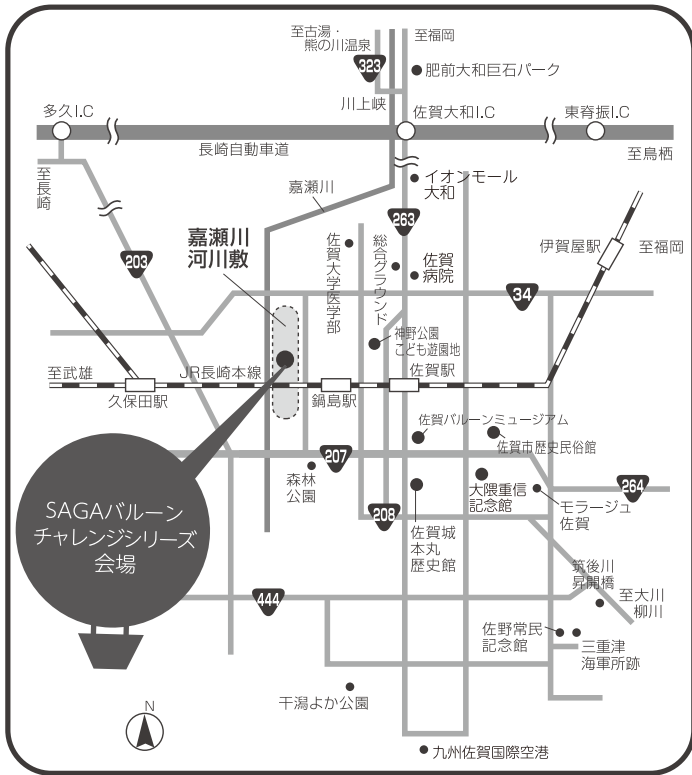 至古湯・
熊の川温泉
至福岡
323
肥前大和巨石パーク
川上峡
多久I.C
佐賀大和I.C
東脊振I.C
長崎自動車道
至鳥栖
至長崎
イオンモール
大和
嘉瀬川
263
203
嘉瀬川
河川敷
佐賀大学医学部
総合グラウンド
佐賀
病院
伊賀屋駅
至福岡
34
神野公園
こども遊園地
至武雄
JR長崎本線
佐賀駅
久保田駅
鍋島駅
佐賀バルーンミュージアム
佐賀市歴史民俗館
207
森林
公園
大隈重信
記念館
264
モラージュ
佐賀
208
佐賀城
本丸
歴史館
SAGAバルーン
チャレンジシリーズ
会場
筑後川
昇開橋
444
至大川
柳川
佐野常民
記念館
三重津
海軍所跡
干潟よか公園
N
九州佐賀国際空港